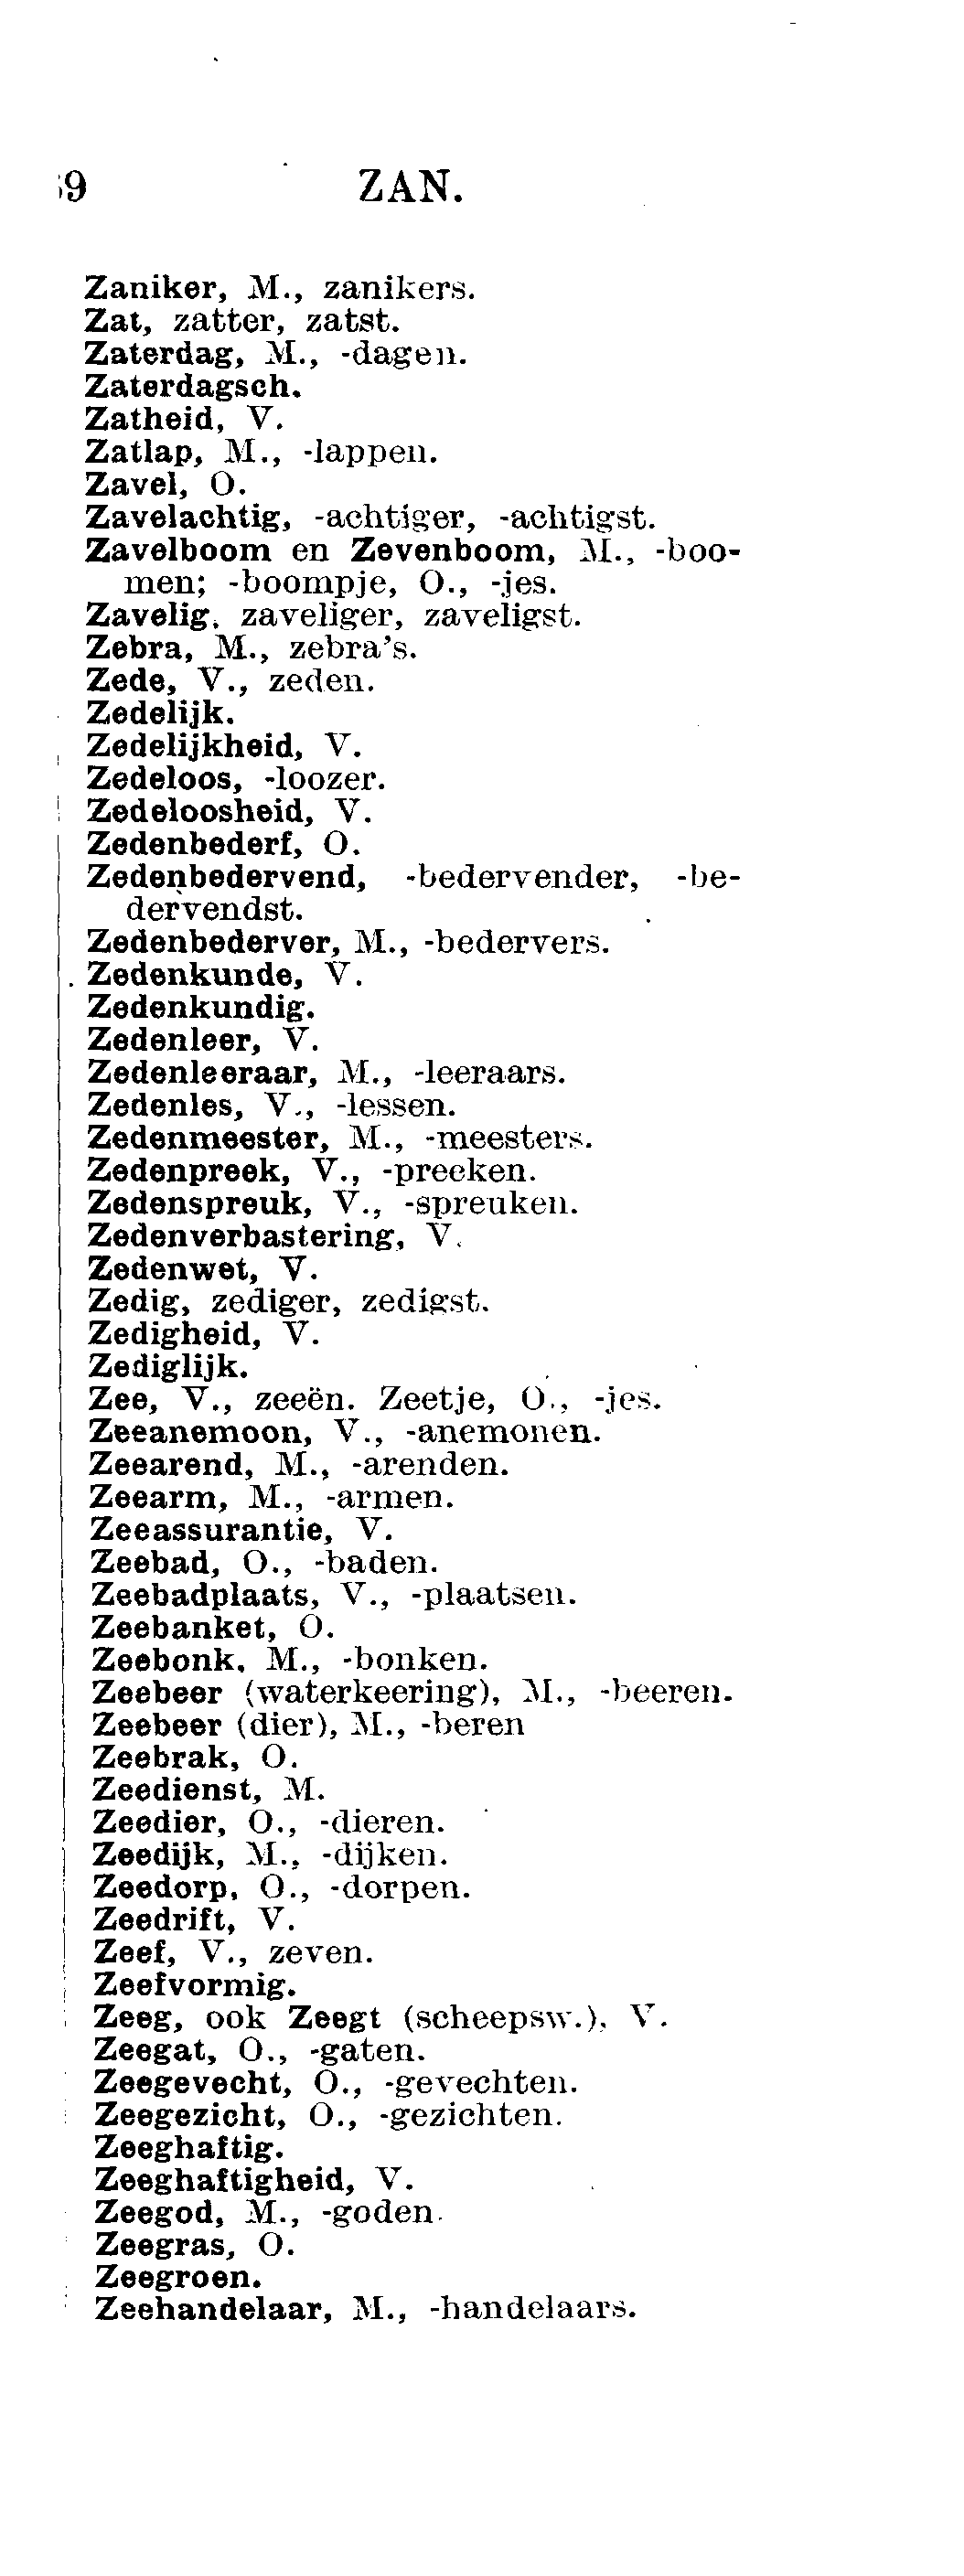 9 ZAN.
Zaniker, M., zanikers.
Zat, zatter, zatst.
Zaterdag, M., -dagen.
Zaterdagsch.
Zatheid, V.
Zatlap, M., -lappen.
Zavel, O.
Zavelachtig, -achtiger, -achtigst.
Zavelboom en Zevenboom, M., -boo-
men; -boompje, O., -jes.
Zavelig, zaveliger, zaveligst.
Zebra, M., zebra's.
Zede, V., zeden.
Zedelijk.
Zedelijkheid, V.
Zedeloos, -loozer.
Zedeloosheid, V.
Zedenbederf, O.
Zedenbedervend, -bedervender, -be-
dervendst.
Zedenbederver, M., -bedervers.
Zedenkunde, V.
Zedenkundig.
Zedenleer, V.
Zedenleeraar, M., -leeraars.
Zedenles, V., -lessen.
Zedenmeester, M., -meesters.
Zedenpreek, V., -preeken.
Zedenspreuk, V., -spreuken.
Zedenverbastering, V.
Zedenwet, V.
Zedig, zediger, zedigst.
Zedigheid, V.
Zediglijk.
Zee, V., zeeën. Zeetje, O., -jes.
Zeeanemoon, V., -anemonen.
Zeearend, M., -arenden.
Zeearm, M., -armen.
Zeeassurantie, V.
Zeebad, O., -baden.
Zeebadplaats, V., -plaatsen.
Zeebanket, O.
Zeebonk, M., -bonken.
Zeebeer (waterkeering), M., -beeren.
Zeebeer (dier), M., -beren
Zeebrak, O.
Zeedienst, M.
Zeedier, O., -dieren.
Zeedijk, M., -dijken.
Zeedorp, O., -dorpen.
Zeedrift, V.
Zeef, V., zeven.
Zeefvormig.
Zeeg, ook Zeegt (scheepsw.), V.
Zeegat, O., -gaten.
Zeegevecht, O., -gevechten.
Zeegezicht, O., -gezichten.
Zeeghaftig.
Zeeghaftigheid, V.
Zeegod, M., -goden.
Zeegras, O.
Zeegroen.
Zeehandelaar, M., -handelaars.